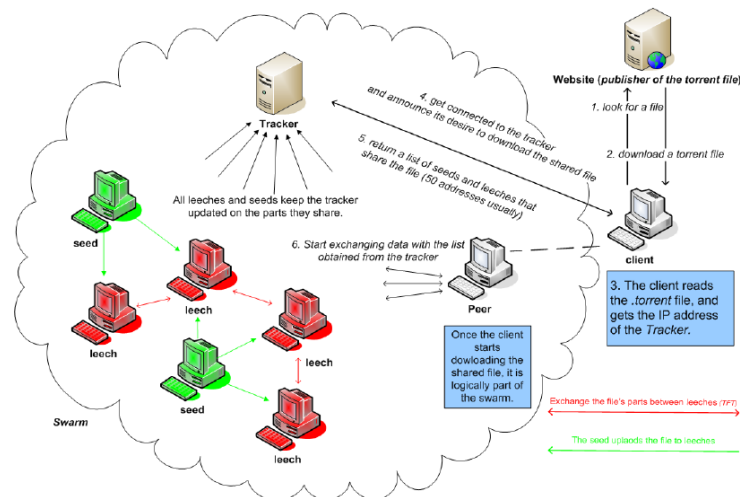 Website (publisher of the torrent file)
1. look for a file
2. download a torrent file
4. get connected to the tracker
and announce its desire to download the shared file
5. return a list of seeds and leeches that
share the file (50 addresses usually)
Tracker
All leeches and seeds keep the tracker
updated on the parts they share.
seed
leech
leech
leech
seed
leech
6. Start exchanging data with the list
obtained from the tracker
Peer
client
3. The client reads
the .torrent file, and
gets the IP address
of the Tracker.
Once the client
starts
dowloading the
shared file, it is
logically part of
the swarm.
Swarm
Exchange the file's parts between leeches (TFT)
The seed uploads the file to leeches